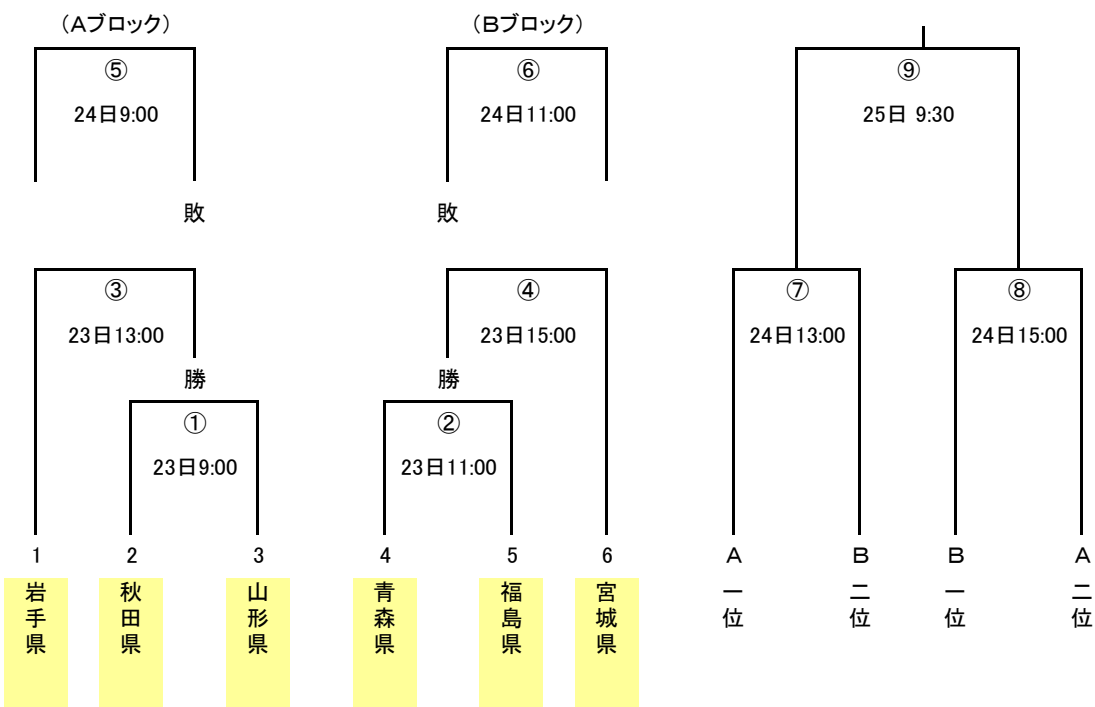 （Aブロック）
⑤
24日9:00
敗
③
23日13:00
勝
①
23日9:00
1
2
3
岩手県
秋田県
山形県
（Bブロック）
⑥
24日11:00
敗
④
23日15:00
勝
②
23日11:00
4
5
6
青森県
福島県
宮城県
⑨
25日 9:30
⑦
24日13:00
⑧
24日15:00
A一位
B二位
B一位
A二位